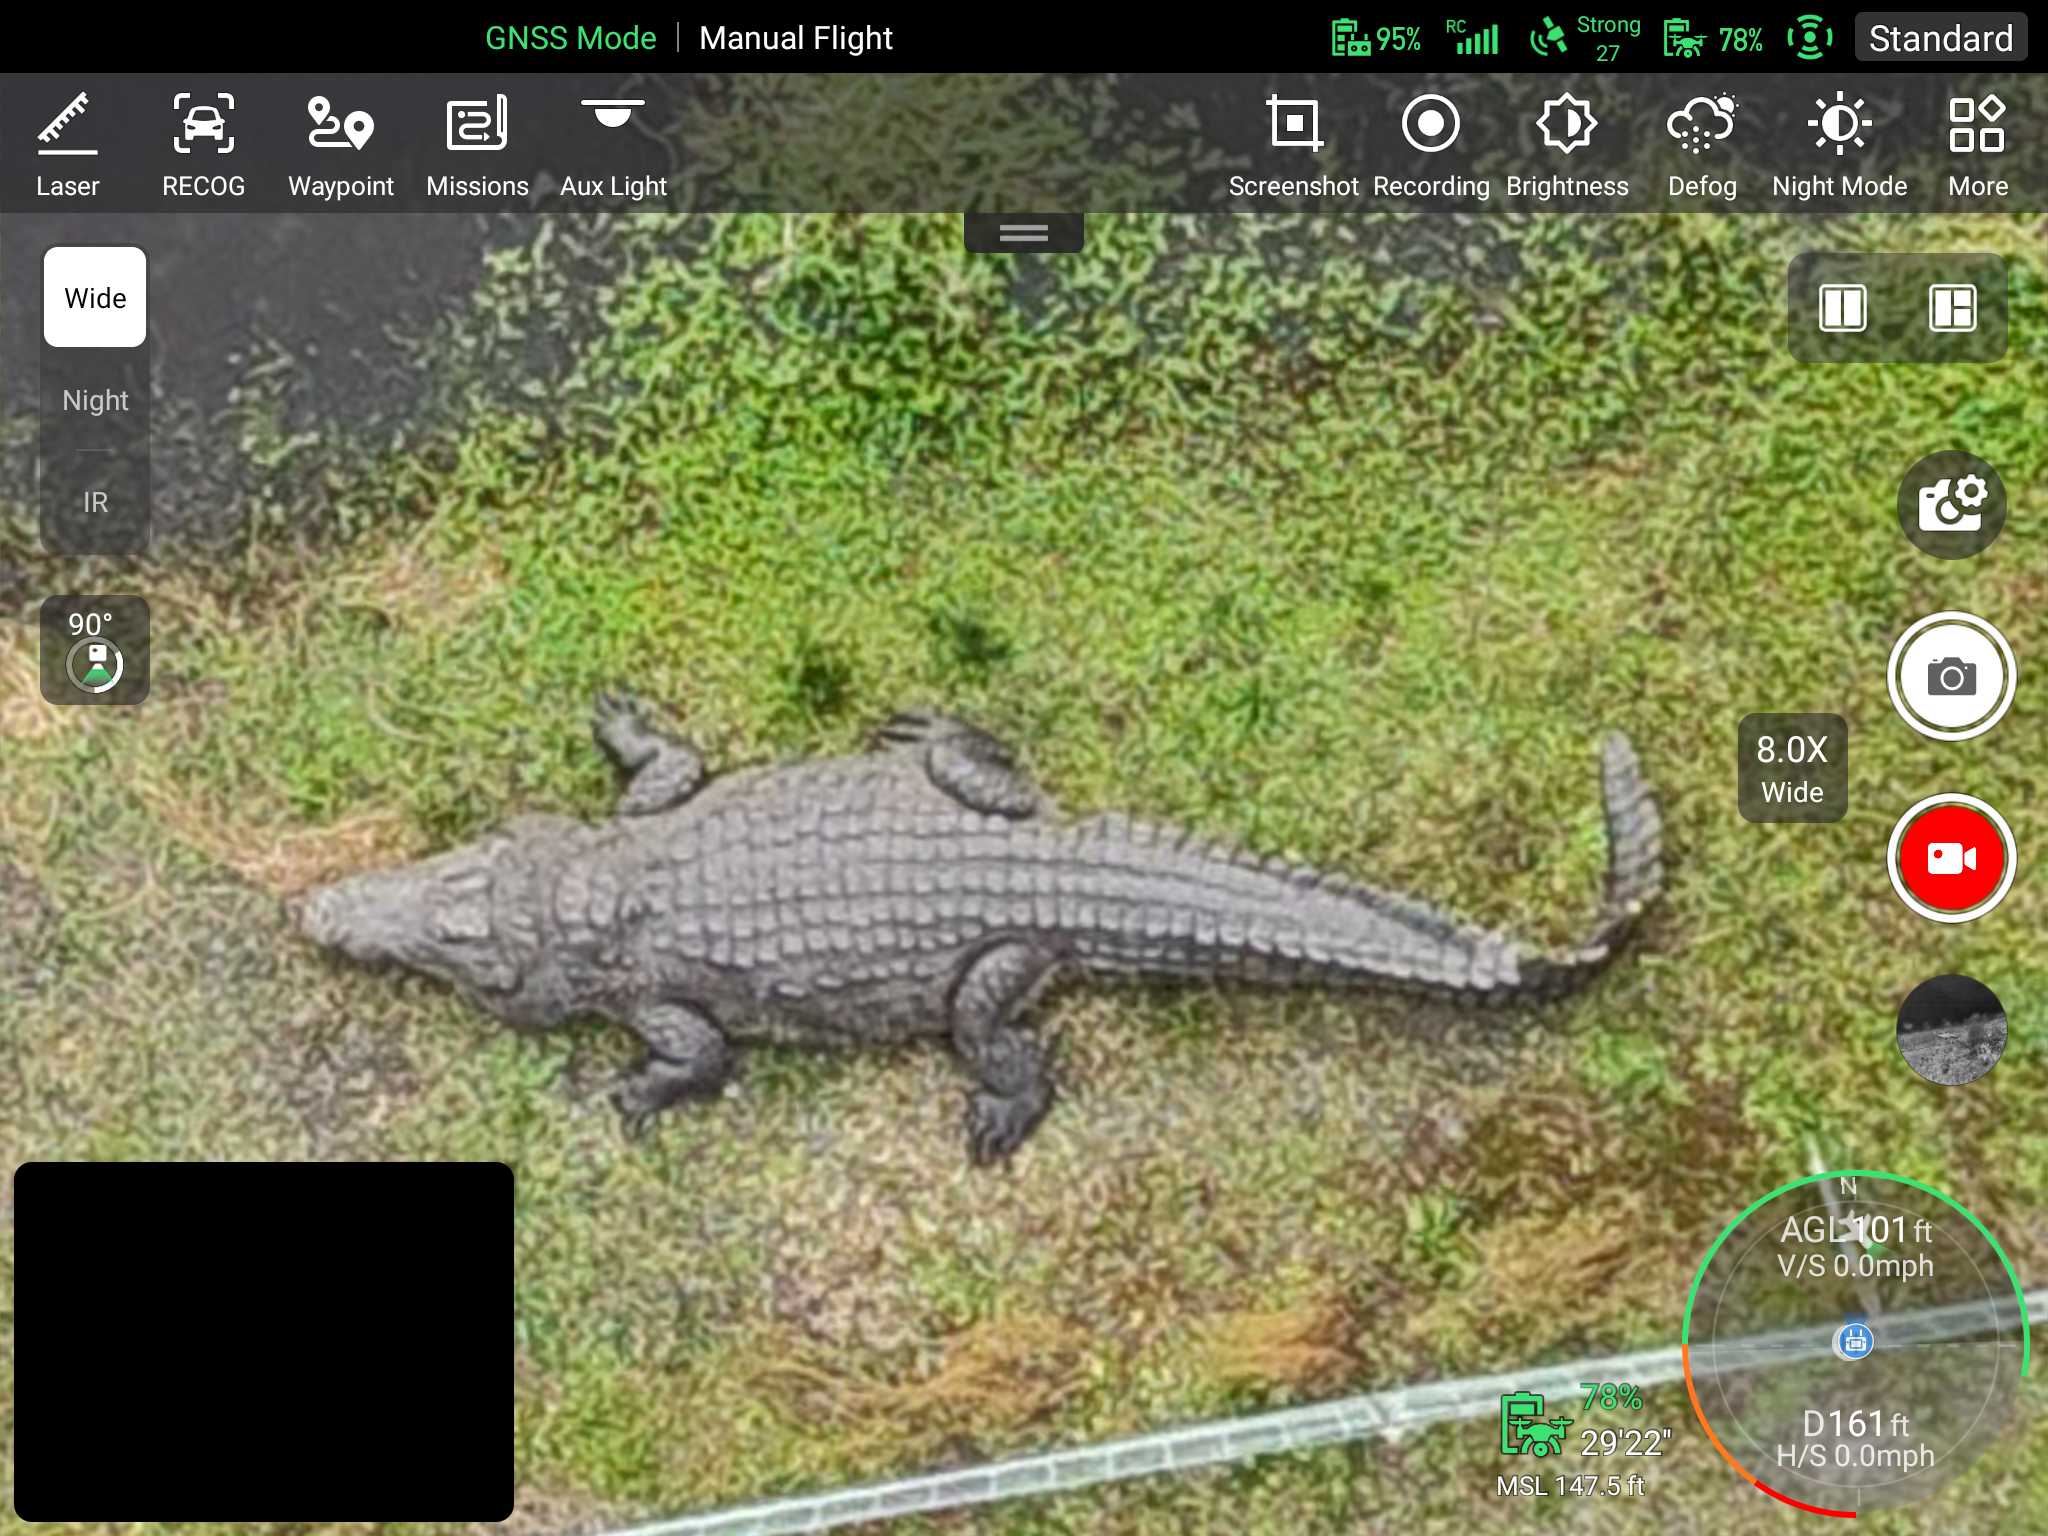 GNSS Mode | Manual Flight
95%
RC
Strong
27
78%
Standard
Laser
RECOG
Waypoint
Missions
Aux Light
Screenshot
Recording
Brightness
Defog
Night Mode
More
Wide
Night
IR
90°
8.0X
Wide
N
AGL 101 ft
V/S 0.0mph
D161 ft
H/S 0.0mph
78%
29'22"
MSL 147.5 ft